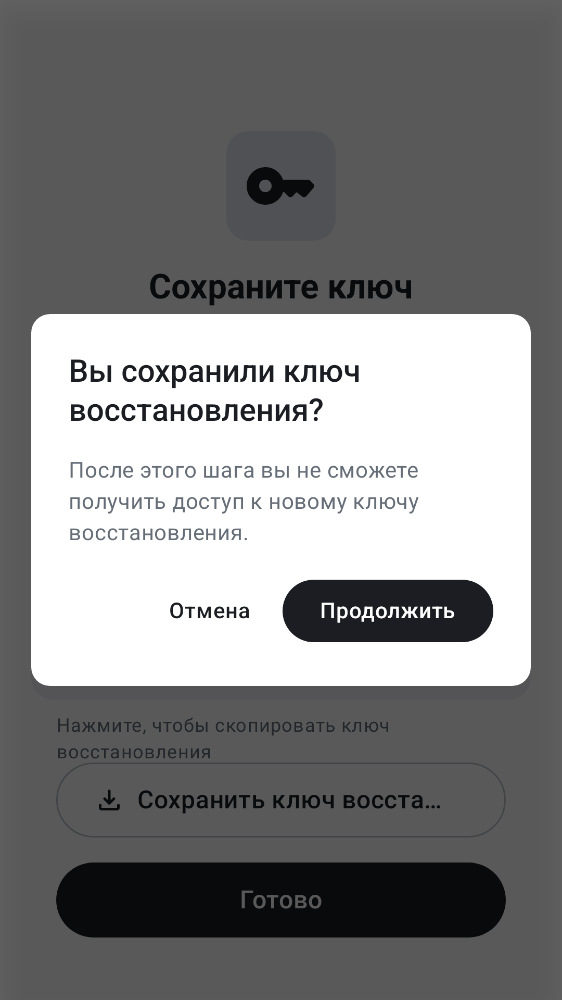 Сохраните ключ
Вы сохранили ключ
восстановления?
После этого шага вы не сможете
получить доступ к новому ключу
восстановления.
Отмена
Продолжить
Нажмите, чтобы скопировать ключ
восстановления
Сохранить ключ восста...
Готово